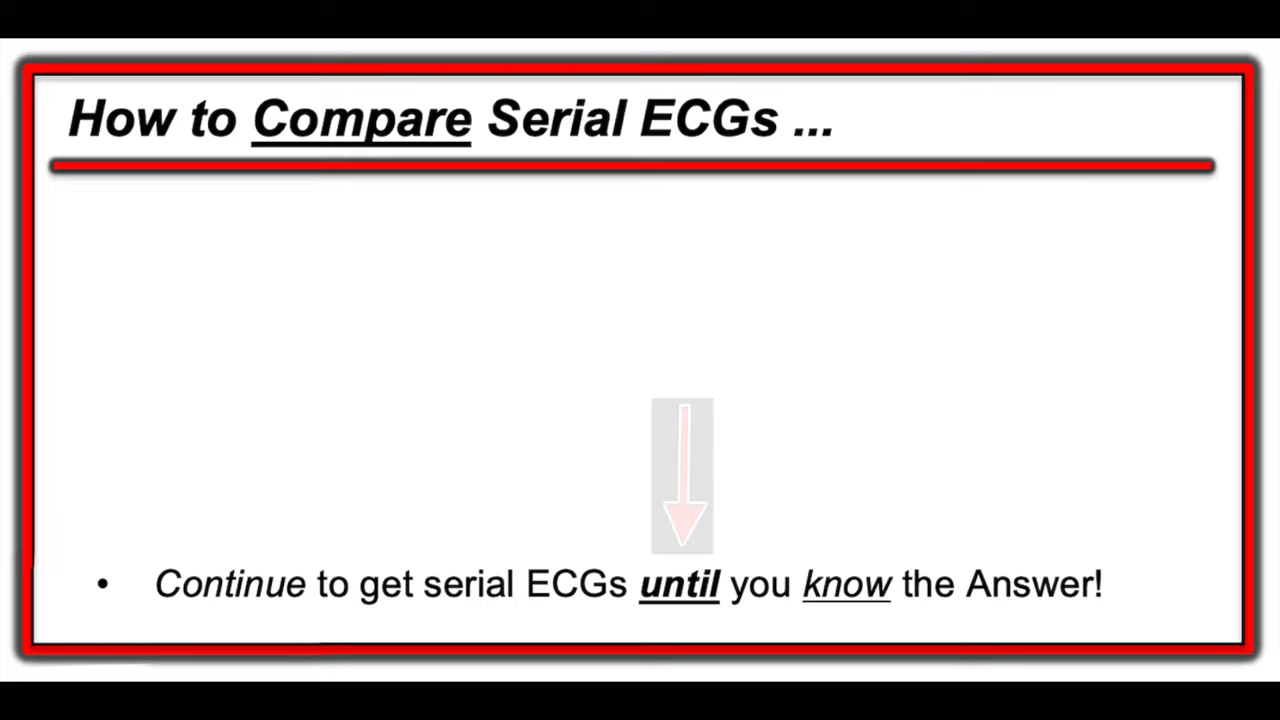 How to Compare Serial ECGs ...
• Continue to get serial ECGs until you know the Answer!